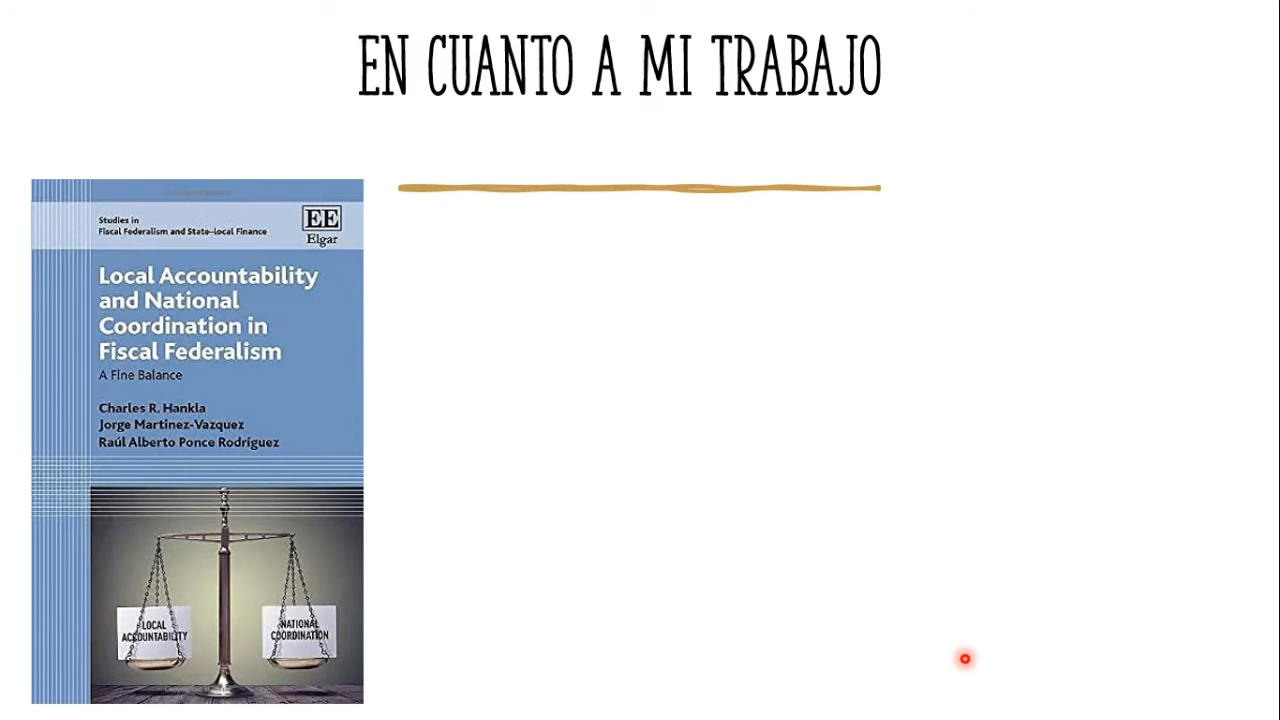 EN CUANTO A MI TRABAJO
Studies in
Fiscal Federalism and State–local Finance
EE
Elgar
Local Accountability
and National
Coordination in
Fiscal Federalism
A Fine Balance
Charles R. Hankla
Jorge Martinez-Vazquez
Raúl Alberto Ponce Rodríguez
LOCAL
ACCOUNTABILITY
NATIONAL
COORDINATION